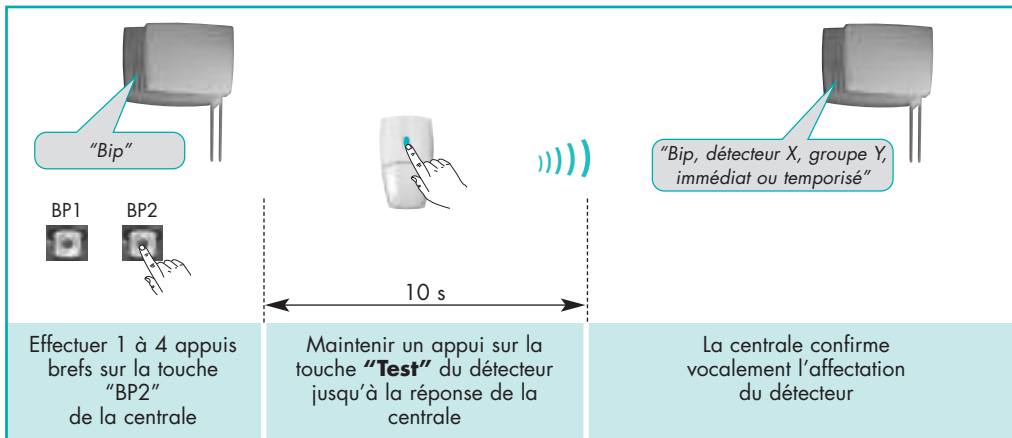 “Bip”
“Bip, détecteur X, groupe Y,
immédiat ou temporisé”
BP1 BP2
10 s
Effectuer 1 à 4 appuis
brefs sur la touche
“BP2”
de la centrale
Maintenir un appui sur la
touche “Test” du détecteur
jusqu’à la réponse de la
centrale
La centrale confirme
vocalement l’affectation
du détecteur